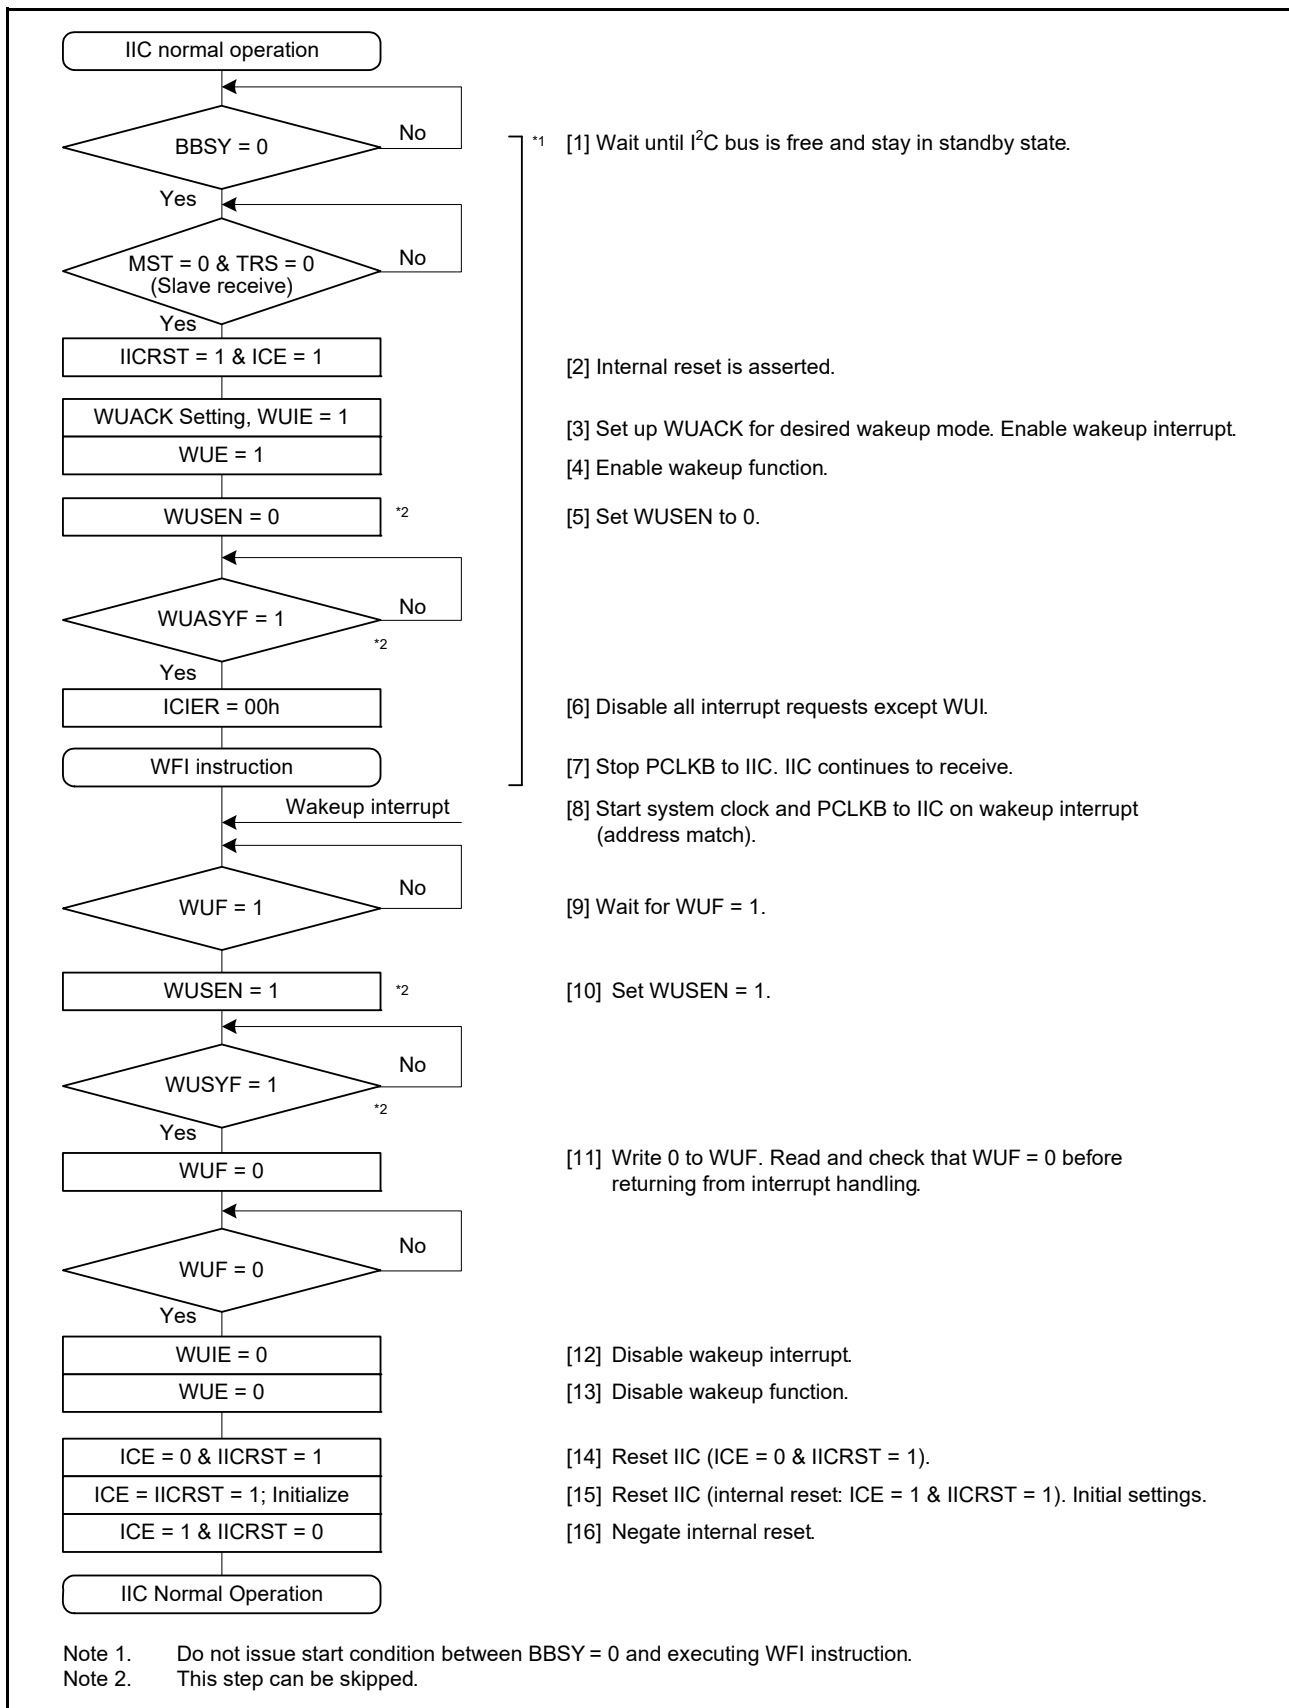 IIC normal operation
BBSY = 0
No
*1
[1] Wait until I²C bus is free and stay in standby state.
Yes
MST = 0 & TRS = 0
(Slave receive)
No
Yes
IICRST = 1 & ICE = 1
[2] Internal reset is asserted.
WUACK Setting, WUIE = 1
[3] Set up WUACK for desired wakeup mode. Enable wakeup interrupt.
WUE = 1
[4] Enable wakeup function.
WUSEN = 0
*2
[5] Set WUSEN to 0.
WUASYF = 1
No
*2
Yes
ICIER = 00h
[6] Disable all interrupt requests except WUI.
WFI instruction
[7] Stop PCLKB to IIC. IIC continues to receive.
Wakeup interrupt
[8] Start system clock and PCLKB to IIC on wakeup interrupt
(address match).
WUF = 1
No
[9] Wait for WUF = 1.
WUSEN = 1
*2
[10] Set WUSEN = 1.
WUSYF = 1
No
*2
Yes
WUF = 0
[11] Write 0 to WUF. Read and check that WUF = 0 before
returning from interrupt handling.
WUF = 0
No
Yes
WUIE = 0
[12] Disable wakeup interrupt.
WUE = 0
[13] Disable wakeup function.
ICE = 0 & IICRST = 1
[14] Reset IIC (ICE = 0 & IICRST = 1).
ICE = IICRST = 1; Initialize
[15] Reset IIC (internal reset: ICE = 1 & IICRST = 1). Initial settings.
ICE = 1 & IICRST = 0
[16] Negate internal reset.
IIC Normal Operation
Note 1. Do not issue start condition between BBSY = 0 and executing WFI instruction.
Note 2. This step can be skipped.